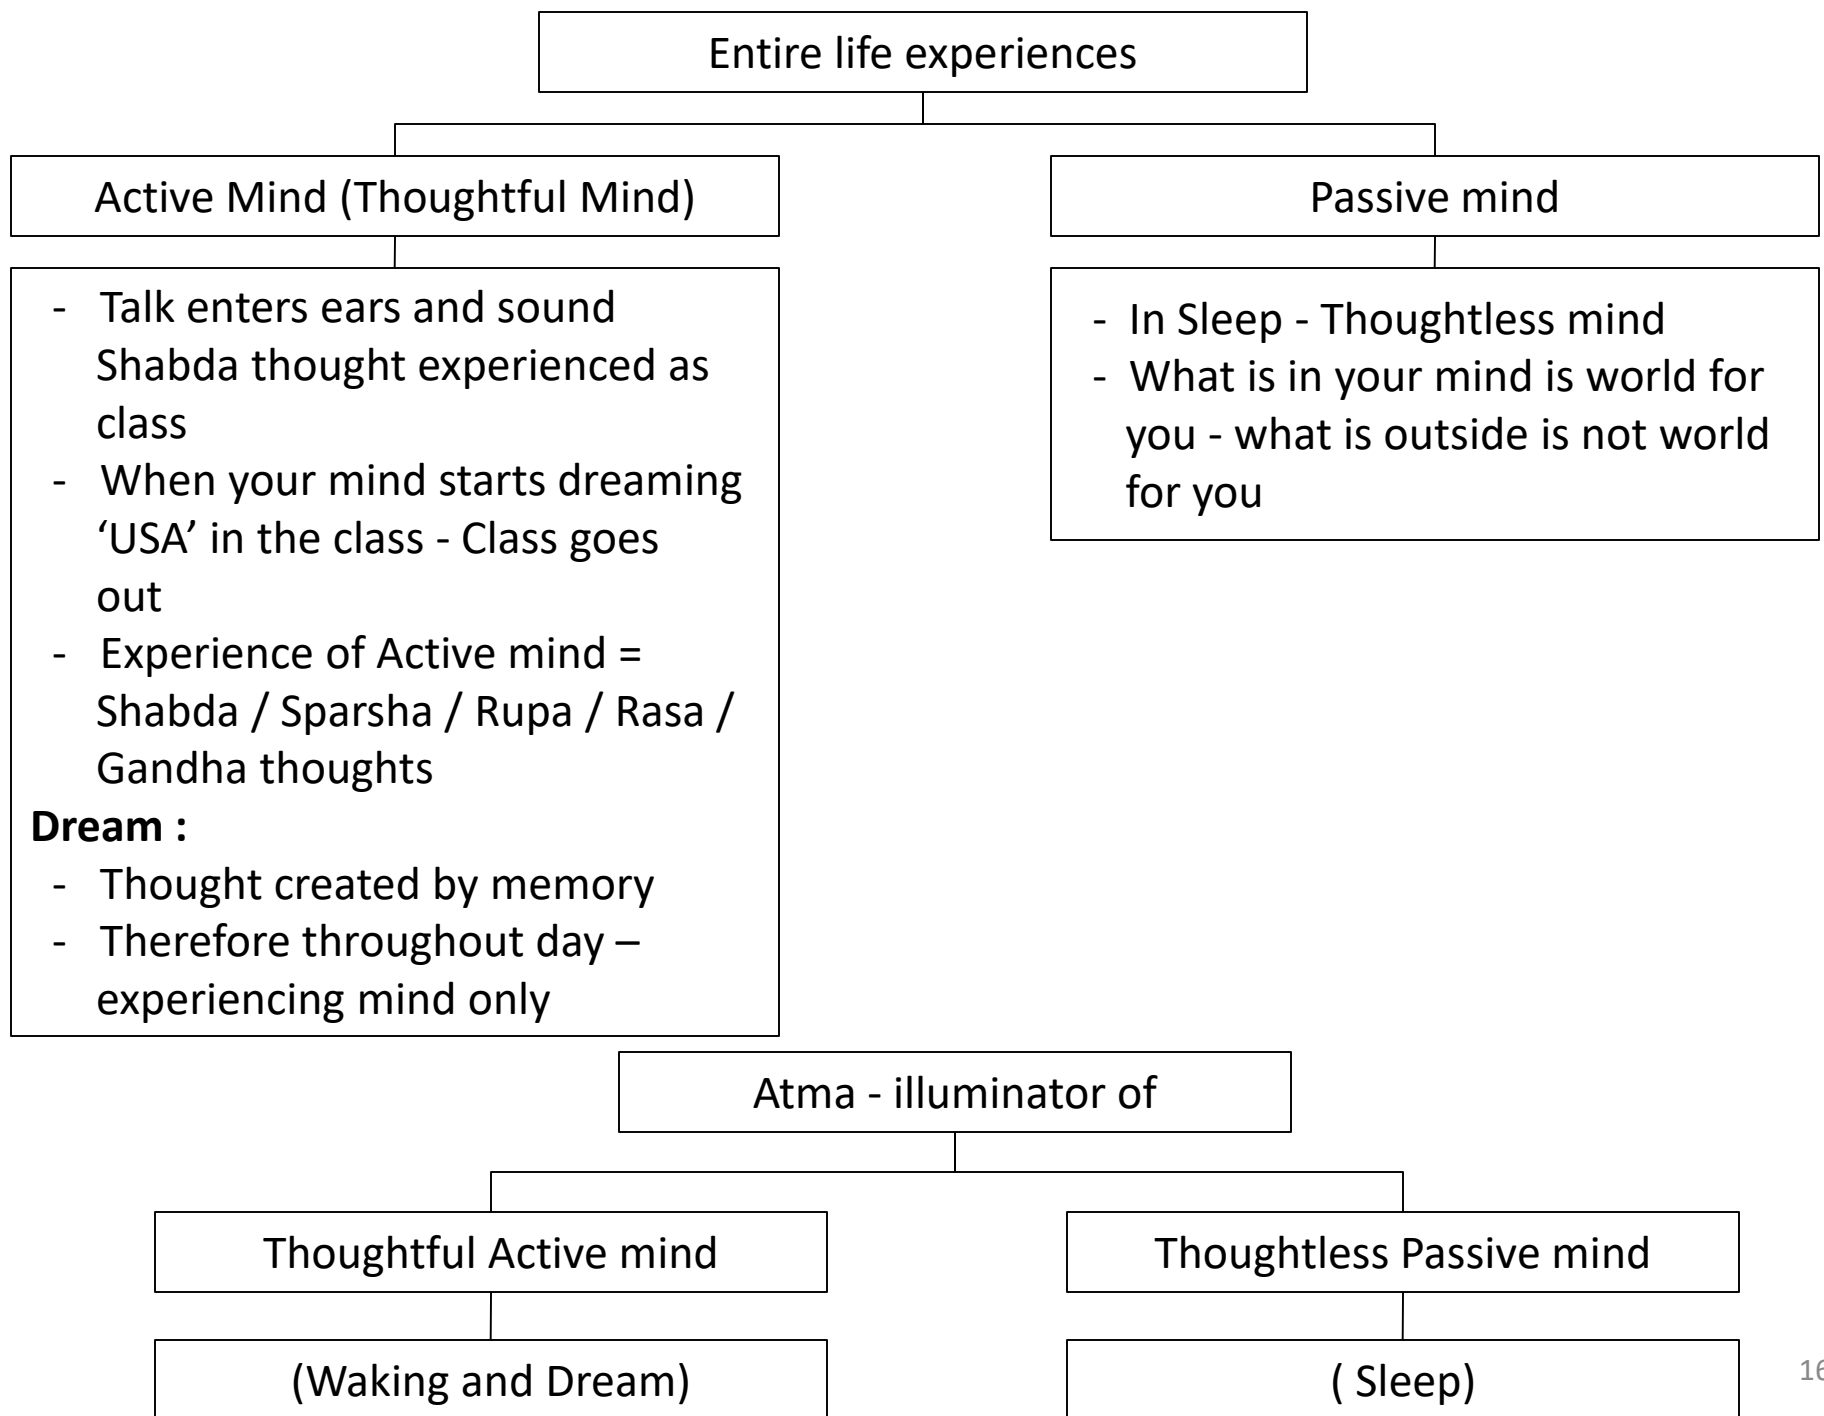 Entire life experiences
Active Mind (Thoughtful Mind)
Passive mind
- Talk enters ears and sound
Shabda thought experienced as
class
- When your mind starts dreaming
‘USA’ in the class - Class goes
out
- Experience of Active mind =
Shabda / Sparsha / Rupa / Rasa /
Gandha thoughts
Dream :
- Thought created by memory
- Therefore throughout day –
experiencing mind only
- In Sleep - Thoughtless mind
- What is in your mind is world for
you - what is outside is not world
for you
Atma - illuminator of
Thoughtful Active mind
Thoughtless Passive mind
(Waking and Dream)
( Sleep)